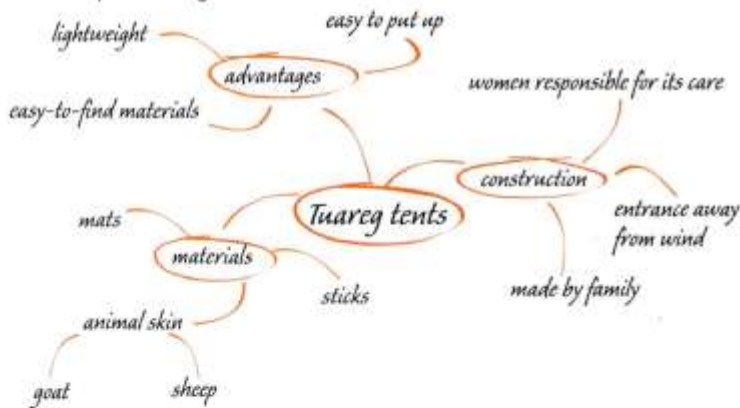 easy to put up
lightweight
advantages
women responsible for its care
easy-to-find materials
construction
Tuareg tents
entrance away
from wind
mats
materials
sticks
made by family
animal skin
goat
sheep